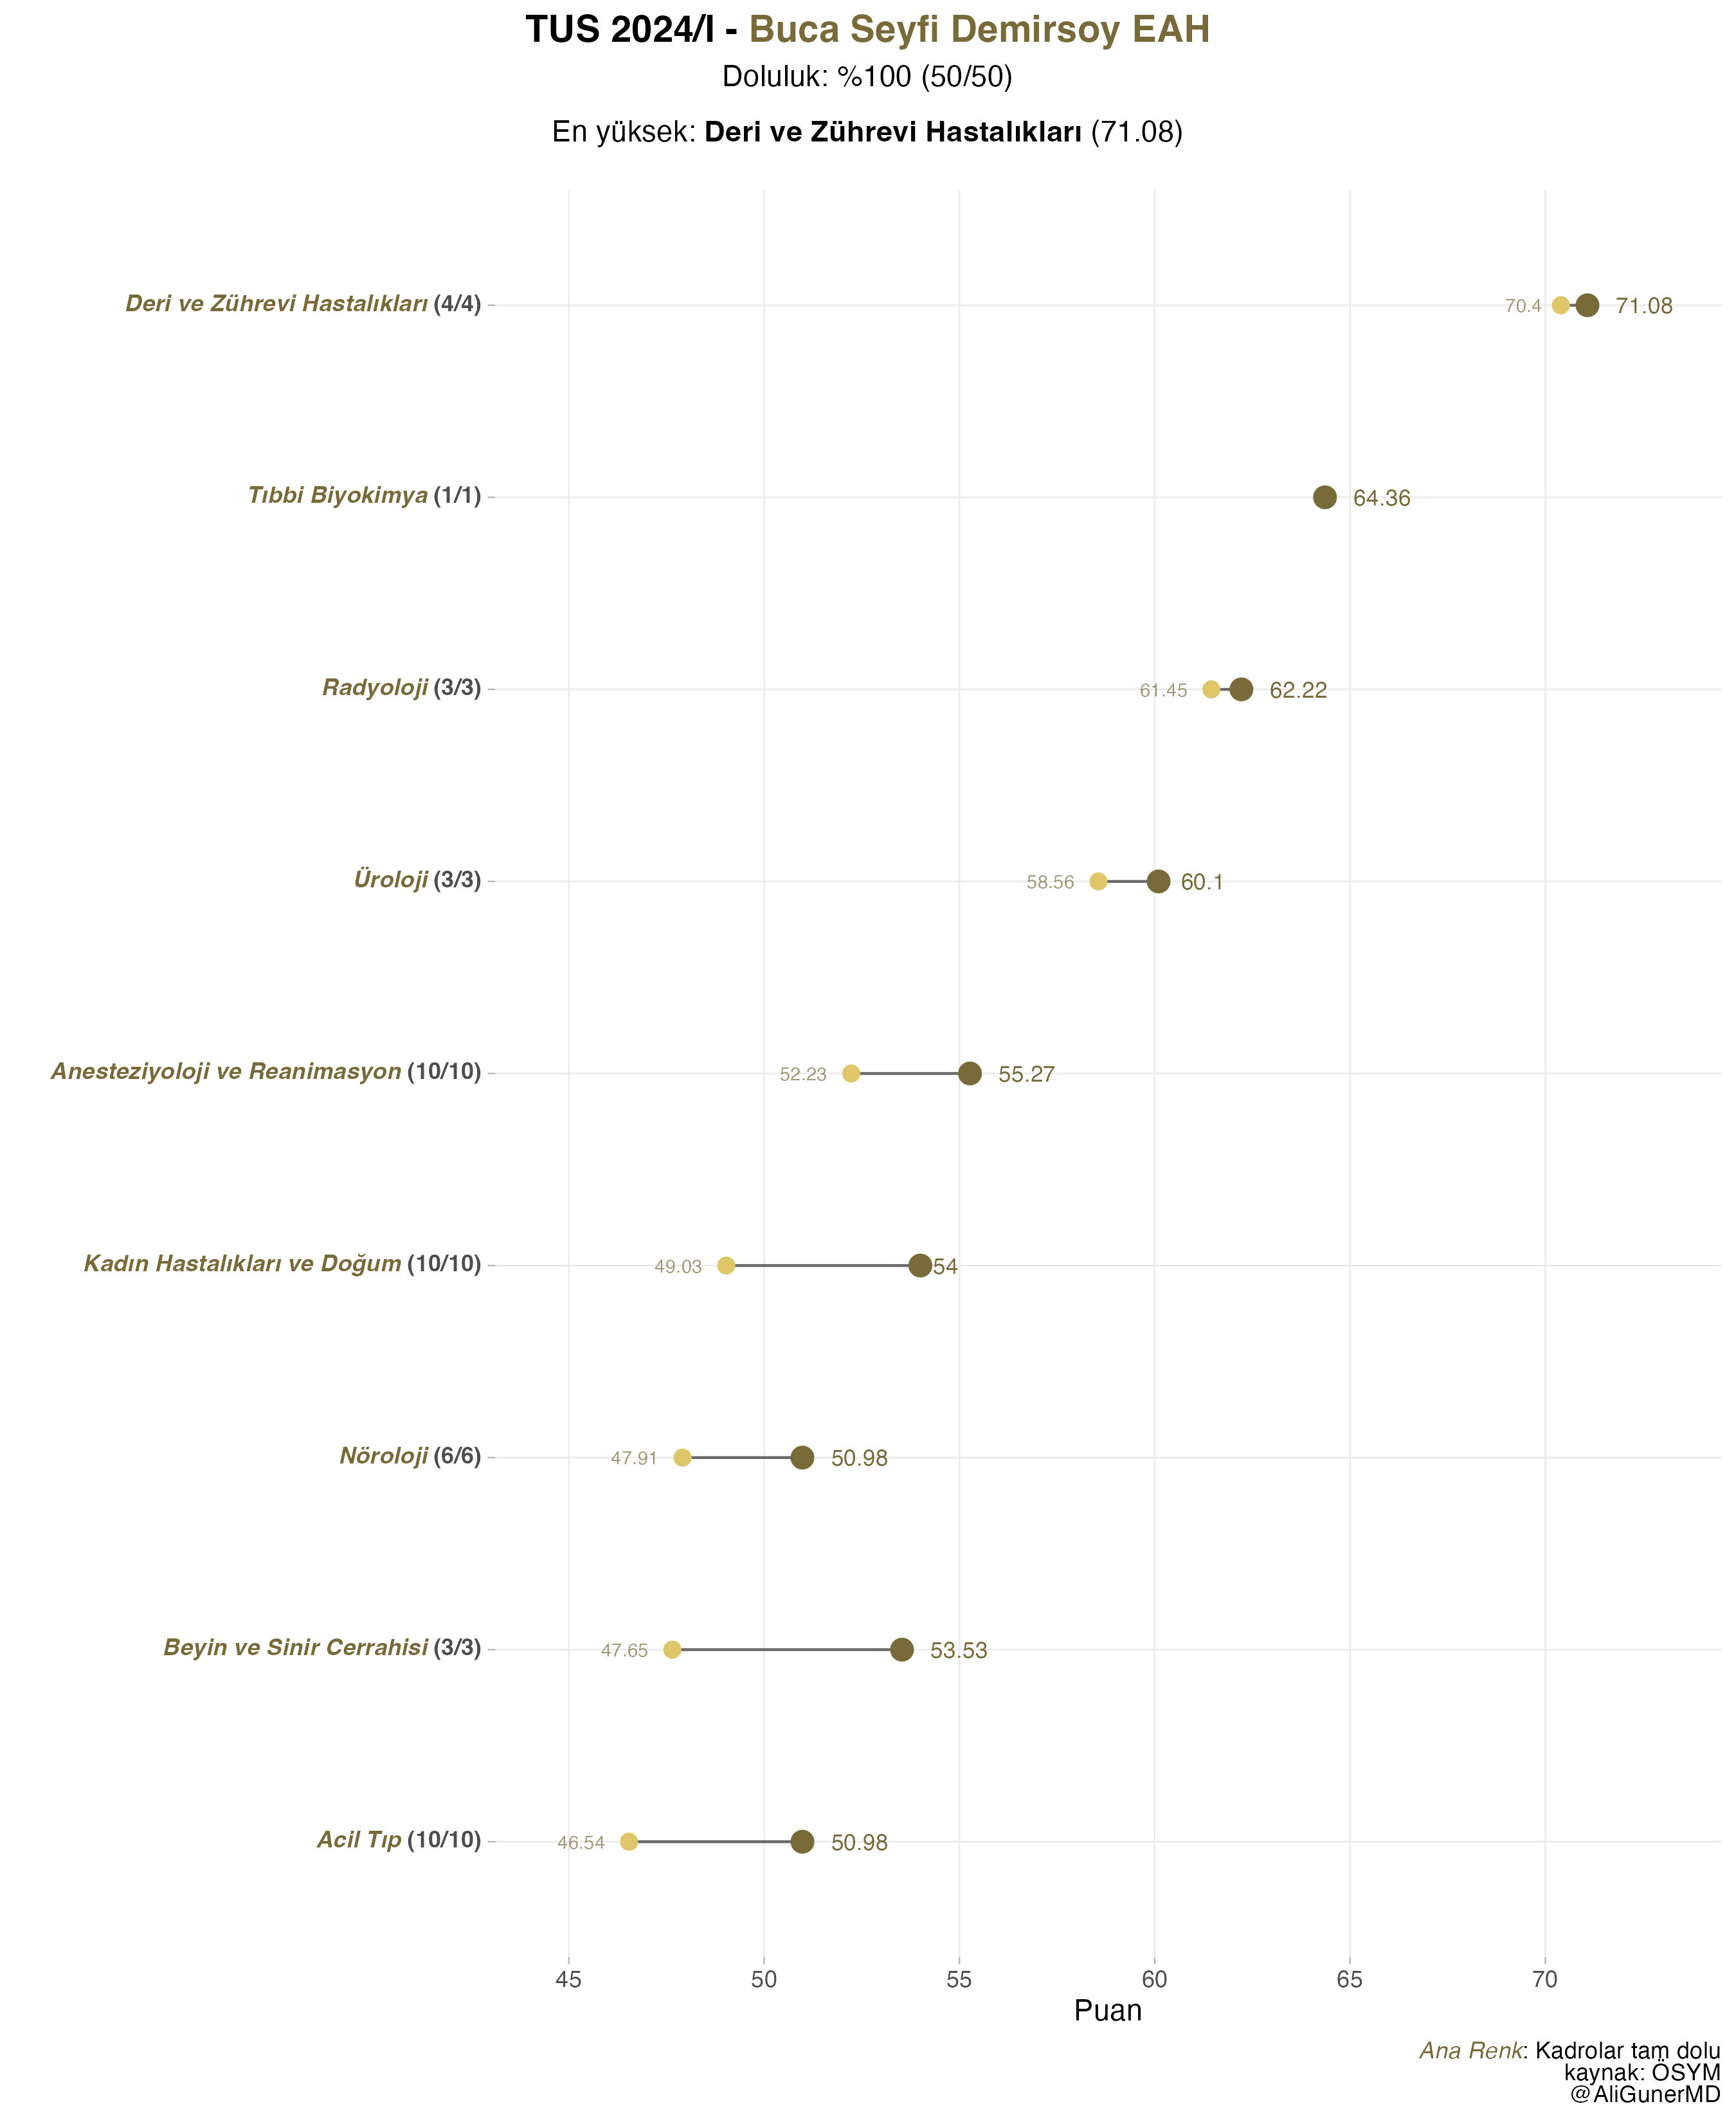 TUS 2024/I - Buca Seyfi Demirsoy EAH
Doluluk: %100 (50/50)
En yüksek: Deri ve Zührevi Hastalıkları (71.08)
Deri ve Zührevi Hastalıkları (4/4) 70.4 71.08
Tıbbi Biyokimya (1/1) 64.36
Radyoloji (3/3) 61.45 62.22
Üroloji (3/3) 58.56 60.1
Anesteziyoloji ve Reanimasyon (10/10) 52.23 55.27
Kadın Hastalıkları ve Doğum (10/10) 49.03 54
Nöroloji (6/6) 47.91 50.98
Beyin ve Sinir Cerrahisi (3/3) 47.65 53.53
Acil Tıp (10/10) 46.54 50.98
45 50 55 60 65 70
Puan
Ana Renk: Kadrolar tam dolu
kaynak: ÖSYM
@AliGunerMD